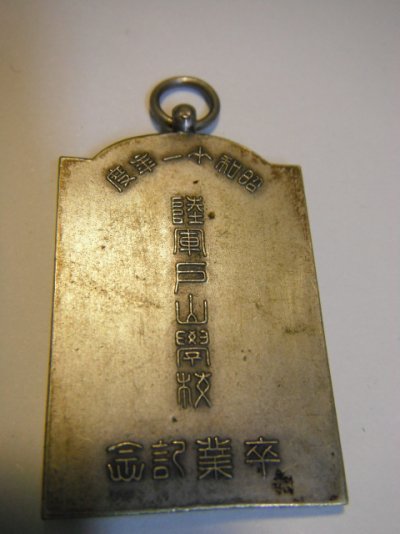 昭和十一年度
陸軍戸山學校
卒業記念